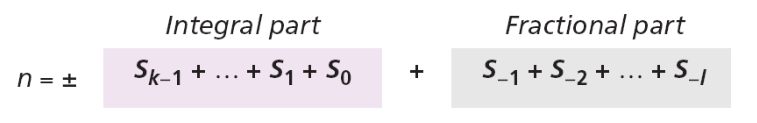 Integral part Fractional part
n = ± S_{k−1} + … + S_1 + S_0 + S_{−1} + S_{−2} + … + S_{−l}